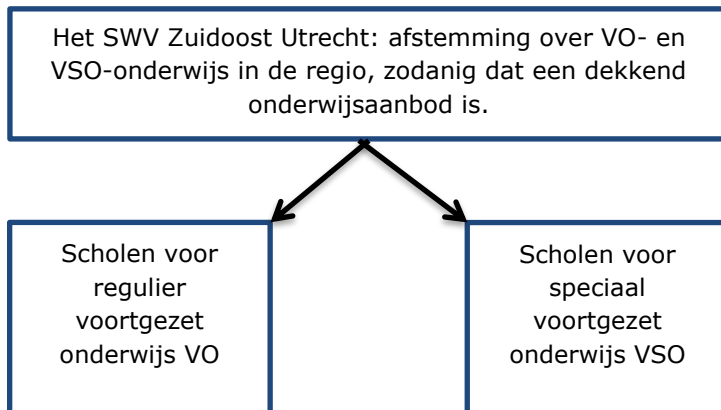 Het SWV Zuidoost Utrecht: afstemming over VO- en
VSO-onderwijs in de regio, zodanig dat een dekkend
onderwijsaanbod is.
Scholen voor
regulier
voortgezet
onderwijs VO
Scholen voor
speciaal
voortgezet
onderwijs VSO